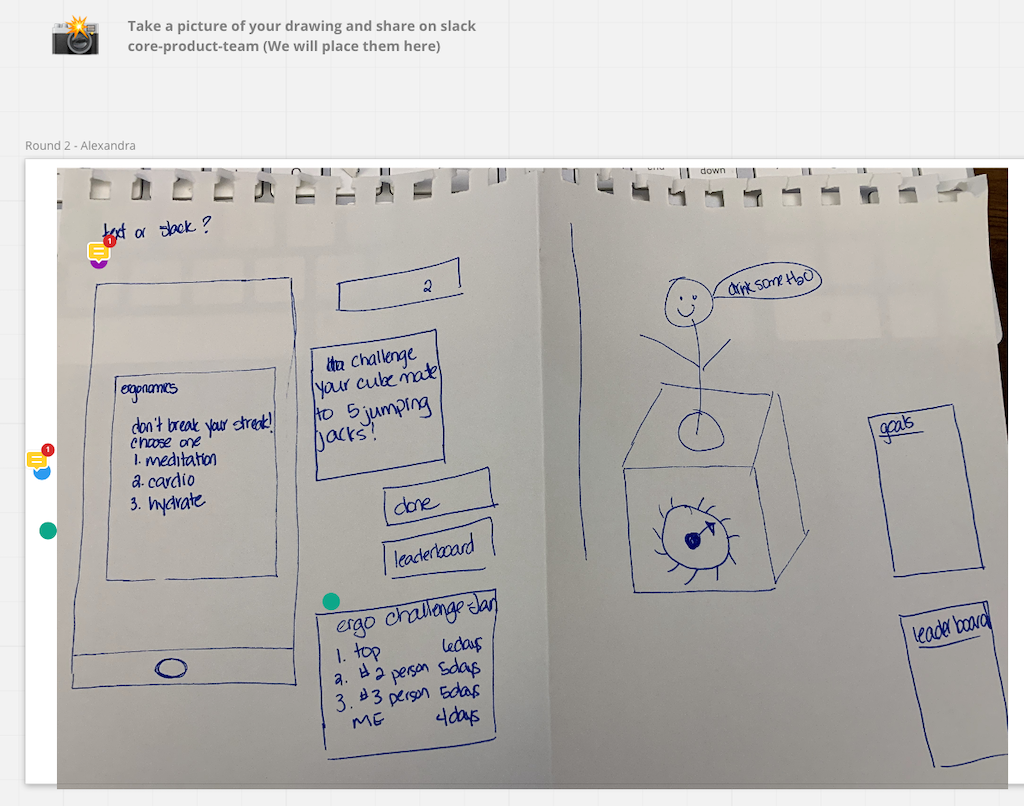 Take a picture of your drawing and share on slack
core-product-team (We will place them here)
Round 2 - Alexandra
down
text or slack?
1
2
ergonomics
don't break your streak!
choose one
1. meditation
2. cardio
3. hydrate
1
challenge
your cube mate
to 5 jumping
jacks!
done
leaderboard
ergo challenge-Jan
1. top 6days
2. #2 person 5days
3. #3 person 5days
ME 4days
drink some H2O
goals
leaderboard